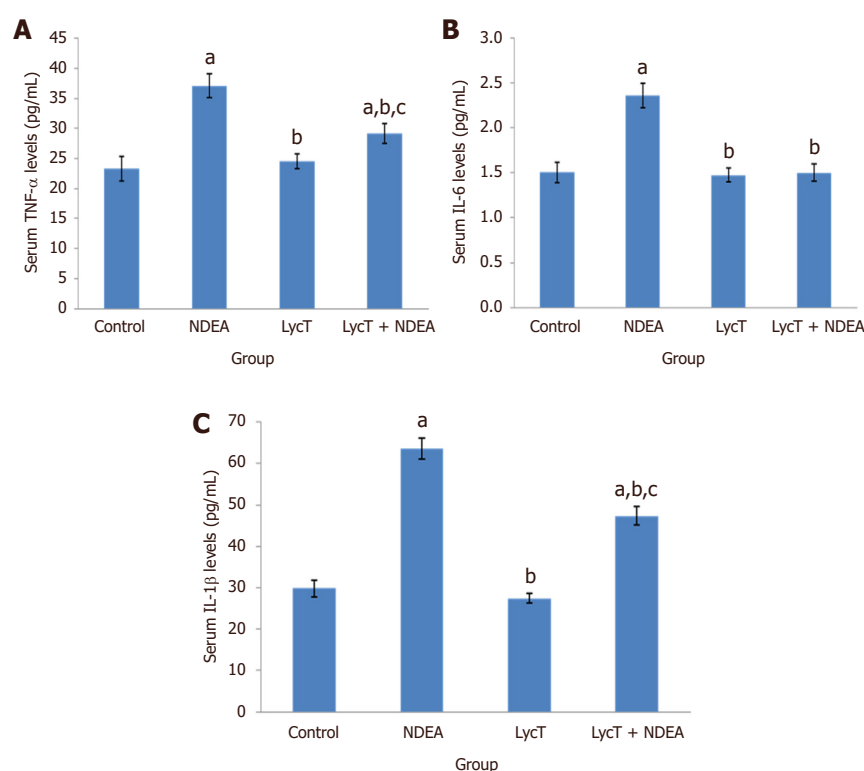 A
Serum TNF-α levels (pg/mL)
45
40
35
30
25
20
15
10
5
0
a
b
a,b,c
Control NDEA LycT LycT + NDEA
Group
B
Serum IL-6 levels (pg/mL)
3.0
2.5
2.0
1.5
1.0
0.5
0.0
a
b
b
Control NDEA LycT LycT + NDEA
Group
C
Serum IL-1β levels (pg/mL)
70
60
50
40
30
20
10
0
a
b
a,b,c
Control NDEA LycT LycT + NDEA
Group